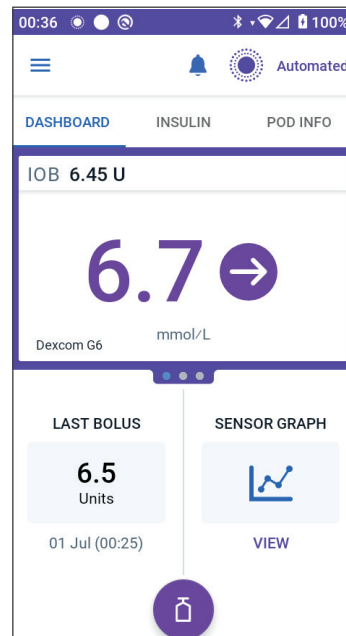 00:36 100%
Automated
DASHBOARD INSULIN POD INFO
IOB 6.45 U
6.7
mmol/L
Dexcom G6
LAST BOLUS SENSOR GRAPH
6.5
Units
01 Jul (00:25) VIEW